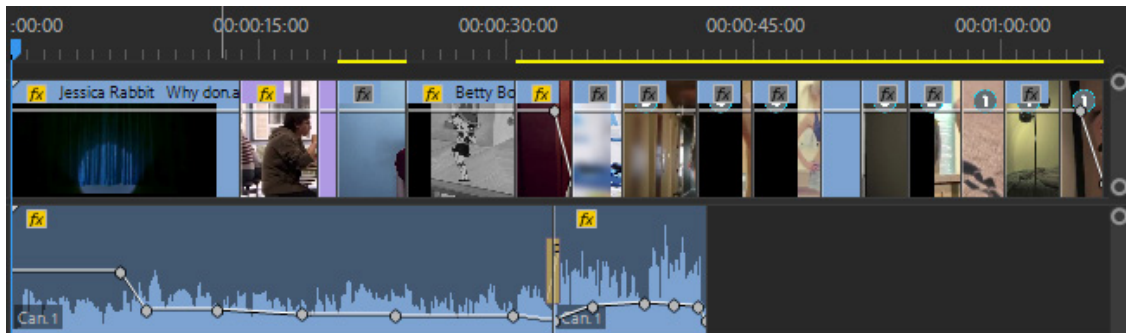 :00:00 00:00:15:00 00:00:30:00 00:00:45:00 00:01:00:00
fx Jessica Rabbit Why don.a fx fx fx Betty Bo fx fx fx fx fx fx fx fx
1 1
fx fx
Can.1 Can.1